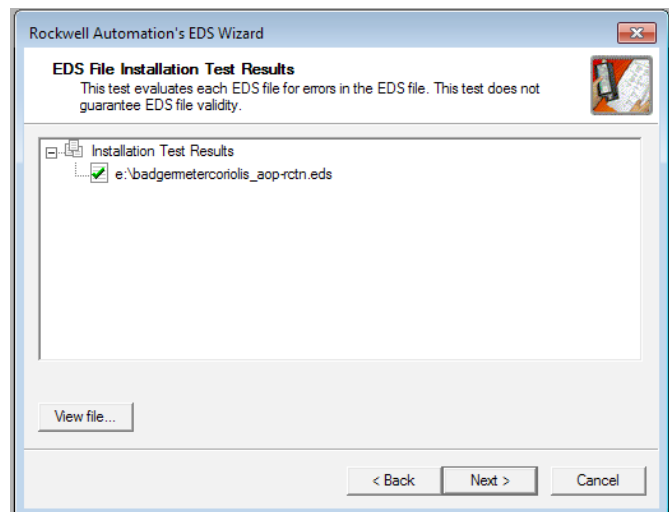 Rockwell Automation's EDS Wizard
EDS File Installation Test Results
This test evaluates each EDS file for errors in the EDS file. This test does not
guarantee EDS file validity.
Installation Test Results
e:\badgermetercoriolis_aop-rctn.eds
View file...
< Back
Next >
Cancel